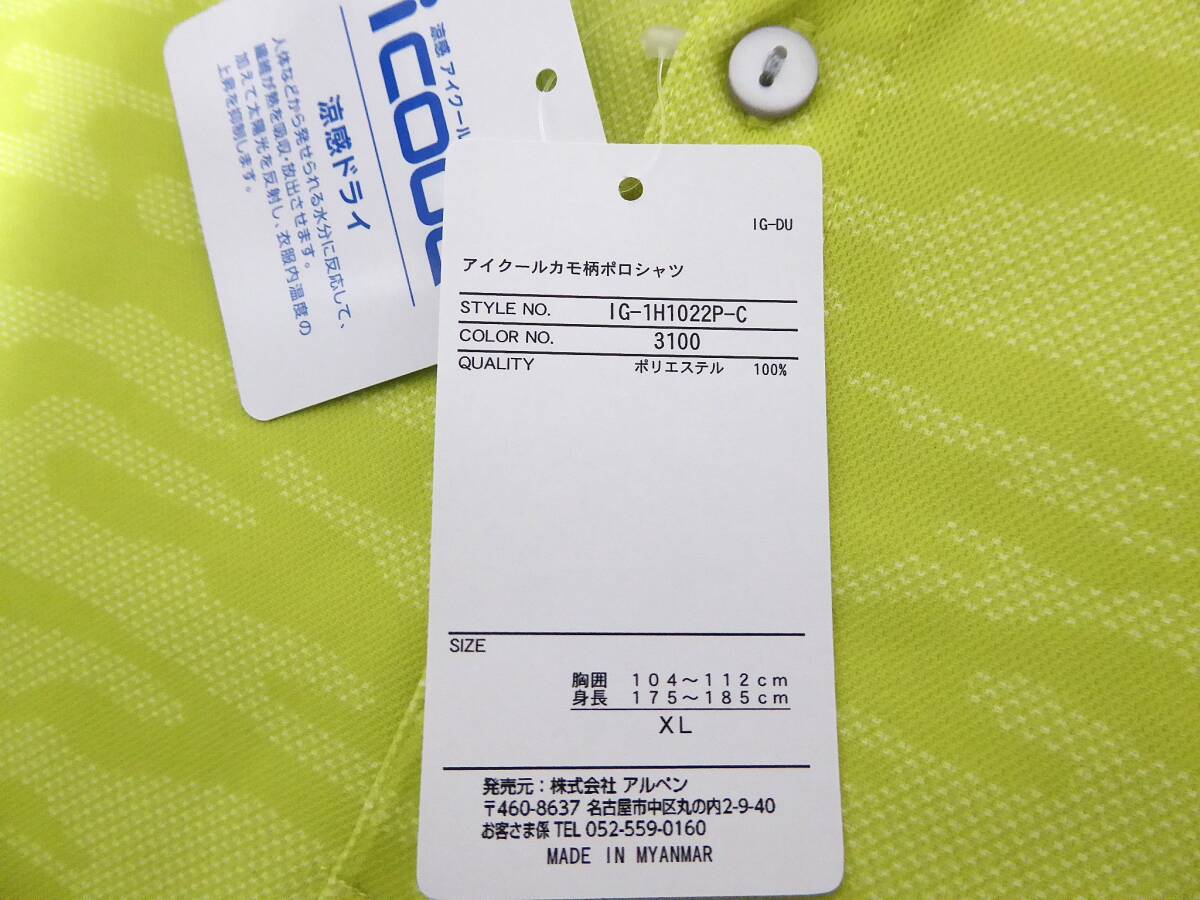 涼感 アイクール
涼感ドライ
人体などから発せられる水分に反応して、
繊維が熱を吸収・放出させます。
加えて太陽光を反射し、衣服内温度の
上昇を抑制します。
IG-DU
アイクールカモ柄ポロシャツ
STYLE NO. IG-1H1022P-C
COLOR NO. 3100
QUALITY ポリエステル 100%
SIZE
胸囲 104～112cm
身長 175～185cm
XL
発売元：株式会社 アルペン
〒460-8637 名古屋市中区丸の内2-9-40
お客さま係 TEL 052-559-0160
MADE IN MYANMAR